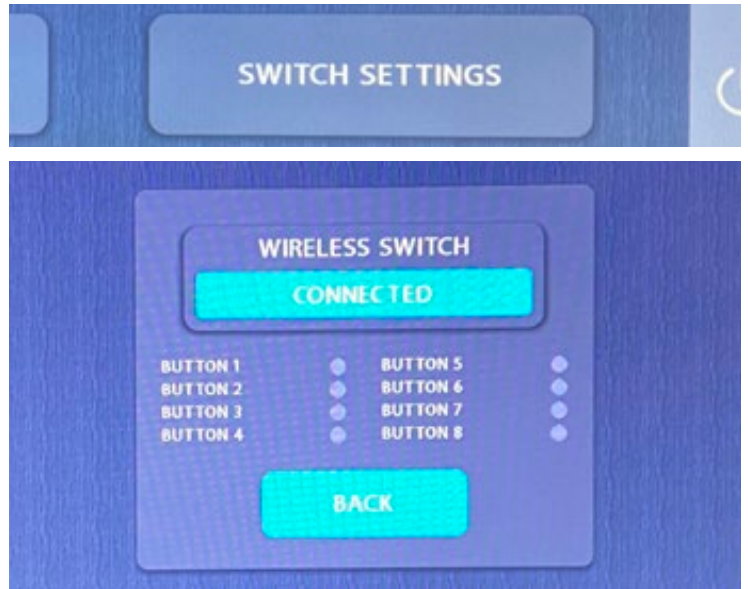 SWITCH SETTINGS
WIRELESS SWITCH
CONNECTED
BUTTON 1
BUTTON 2
BUTTON 3
BUTTON 4
BUTTON 5
BUTTON 6
BUTTON 7
BUTTON 8
BACK